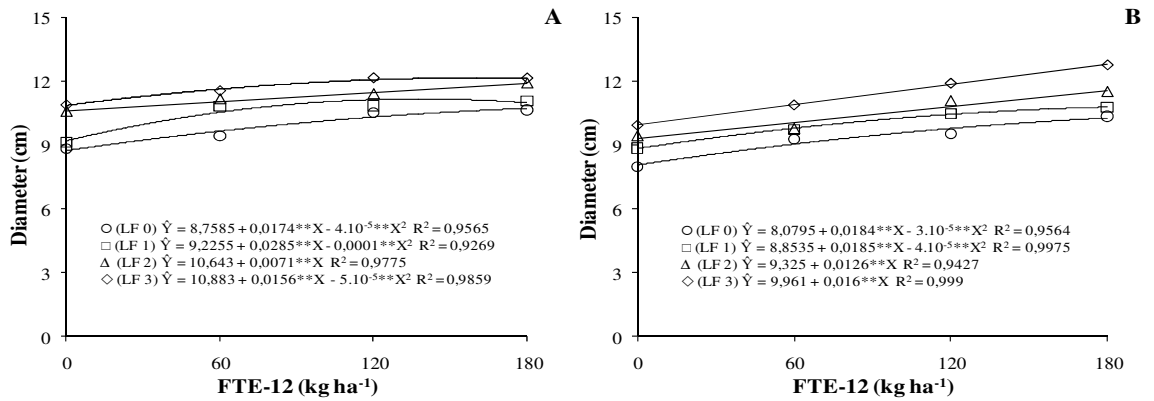 A
15
12
9
6
3
0
Diameter (cm)
(LF 0) Ŷ = 8,7585 + 0,0174**X - 4.10⁻⁵**X² R² = 0,9565
(LF 1) Ŷ = 9,2255 + 0,0285**X - 0,0001**X² R² = 0,9269
(LF 2) Ŷ = 10,643 + 0,0071**X R² = 0,9775
(LF 3) Ŷ = 10,883 + 0,0156**X - 5.10⁻⁵**X² R² = 0,9859
0 60 120 180
FTE-12 (kg ha⁻¹)
B
15
12
9
6
3
0
Diameter (cm)
(LF 0) Ŷ = 8,0795 + 0,0184**X - 3.10⁻⁵**X² R² = 0,9564
(LF 1) Ŷ = 8,8535 + 0,0185**X - 4.10⁻⁵**X² R² = 0,9975
(LF 2) Ŷ = 9,325 + 0,0126**X R² = 0,9427
(LF 3) Ŷ = 9,961 + 0,016**X R² = 0,999
0 60 120 180
FTE-12 (kg ha⁻¹)